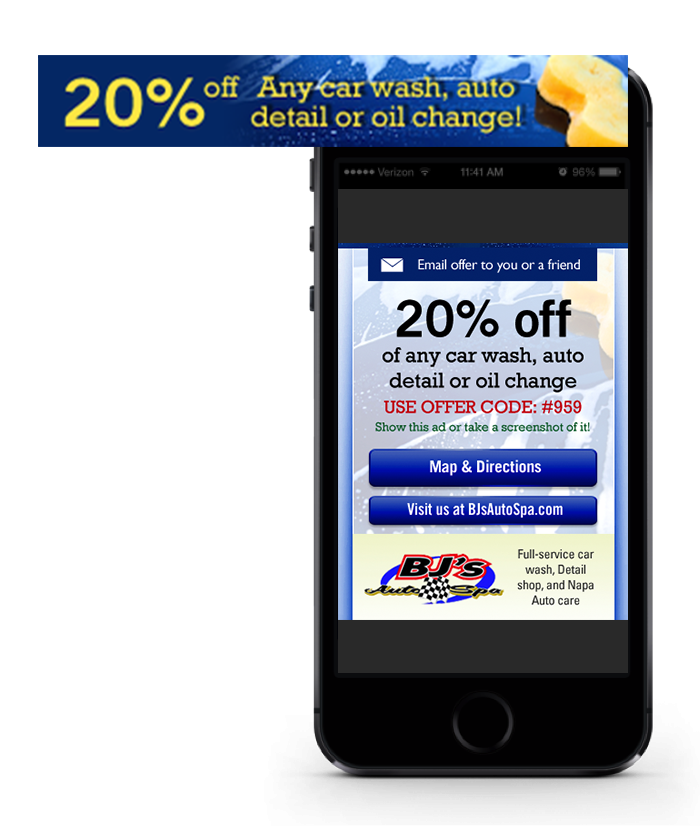 20% off Any car wash, auto
detail or oil change!
Verizon 11:41 AM 96%
Email offer to you or a friend
20% off
of any car wash, auto
detail or oil change
USE OFFER CODE: #959
Show this ad or take a screenshot of it!
Map & Directions
Visit us at BJsAutoSpa.com
BJ'S
Auto Spa
Full-service car
wash, Detail
shop, and Napa
Auto care